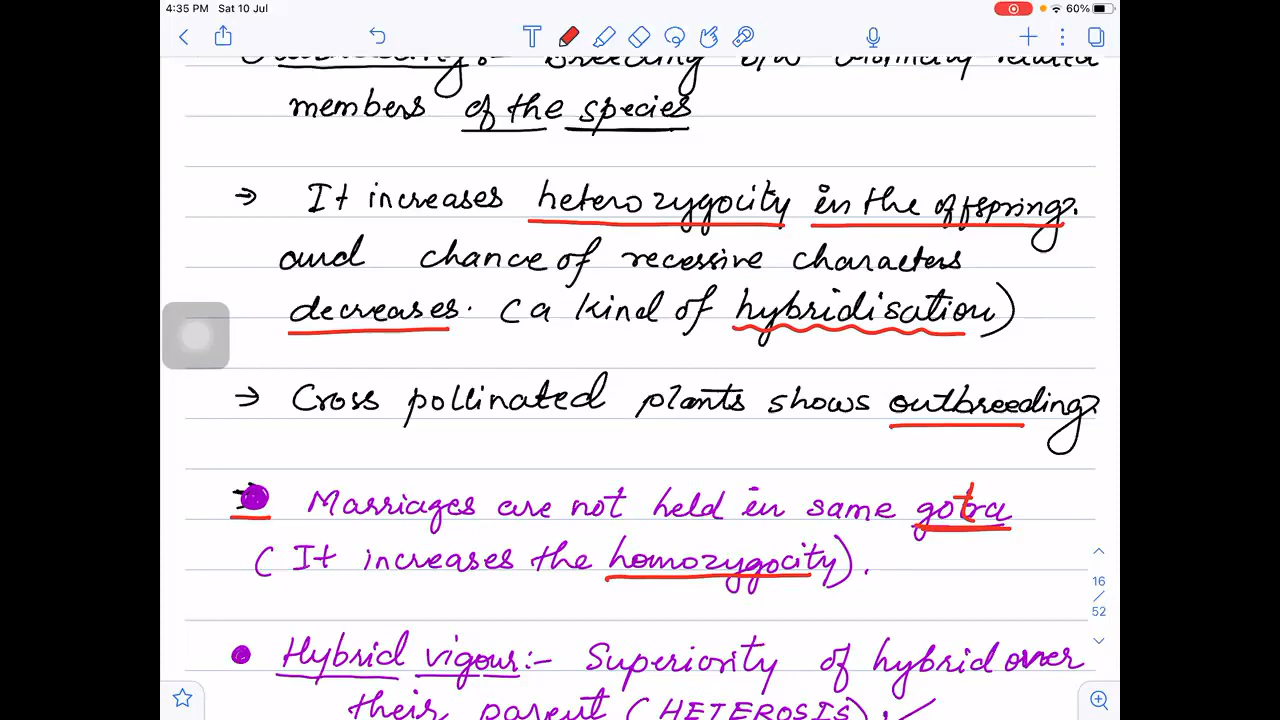 4:35 PM Sat 10 Jul
60%
Breeding b/w
members of the species
→ It increases heterozygocity in the offspring.
and chance of recessive characters
decreases. (a kind of hybridisation)
→ Cross pollinated plants shows outbreeding
Marriages are not held in same gotra
(It increases the homozygocity).
16
/
52
• Hybrid vigour:- Superiority of hybrid over
their parent (HETEROSIS). ✓